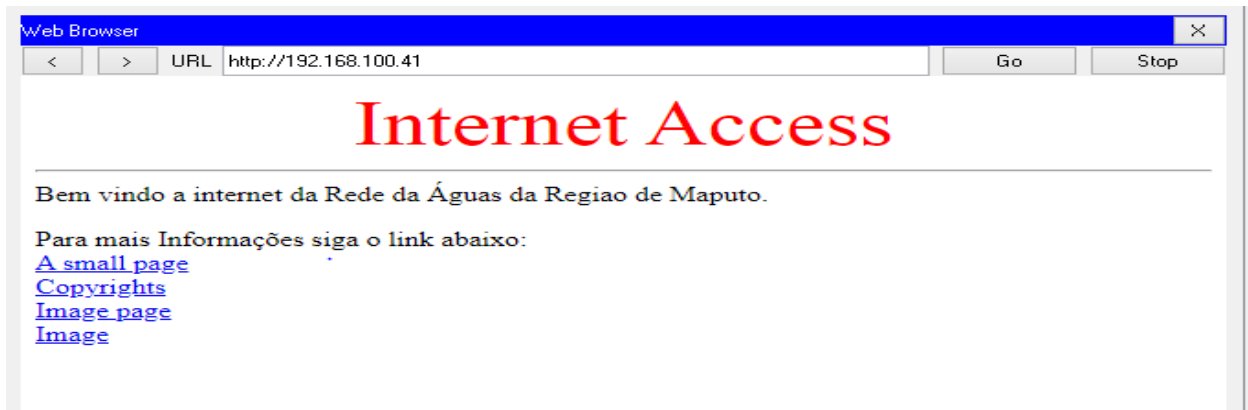 Web Browser X
< > URL http://192.168.100.41 Go Stop
Internet Access
Bem vindo a internet da Rede da Águas da Regiao de Maputo.
Para mais Informações siga o link abaixo:
A small page
Copyrights
Image page
Image